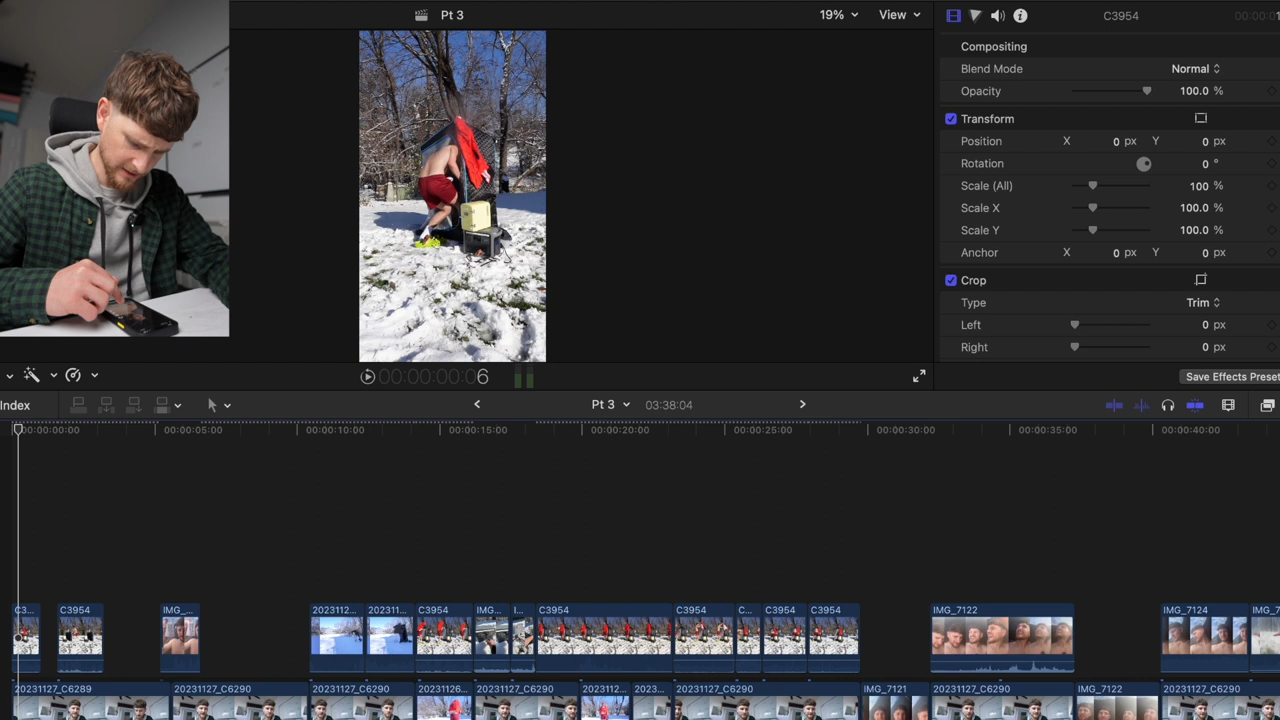 Pt 3
19%
View
C3954
00:00:0
Compositing
Blend Mode
Normal
Opacity
100.0 %
Transform
Position
X
0 px
Y
0 px
Rotation
0 °
Scale (All)
100 %
Scale X
100.0 %
Scale Y
100.0 %
Anchor
X
0 px
Y
0 px
Crop
Type
Trim
Left
0 px
Right
0 px
00:00:00:06
Save Effects Preset
Index
Pt 3
03:38:04
00:00:00:00
00:00:05:00
00:00:10:00
00:00:15:00
00:00:20:00
00:00:25:00
00:00:30:00
00:00:35:00
00:00:40:00
C3...
C3954
IMG_...
2023112...
202311...
C3954
IMG...
I...
C3954
C3954
C...
C3954
C3954
IMG_7122
IMG_7124
IMG_7
20231127_C6289
20231127_C6290
20231127_C6290
20231126...
20231127_C6290
2023112...
2023...
20231127_C6290
IMG_7121
20231127_C6290
IMG_7122
20231127_C6290